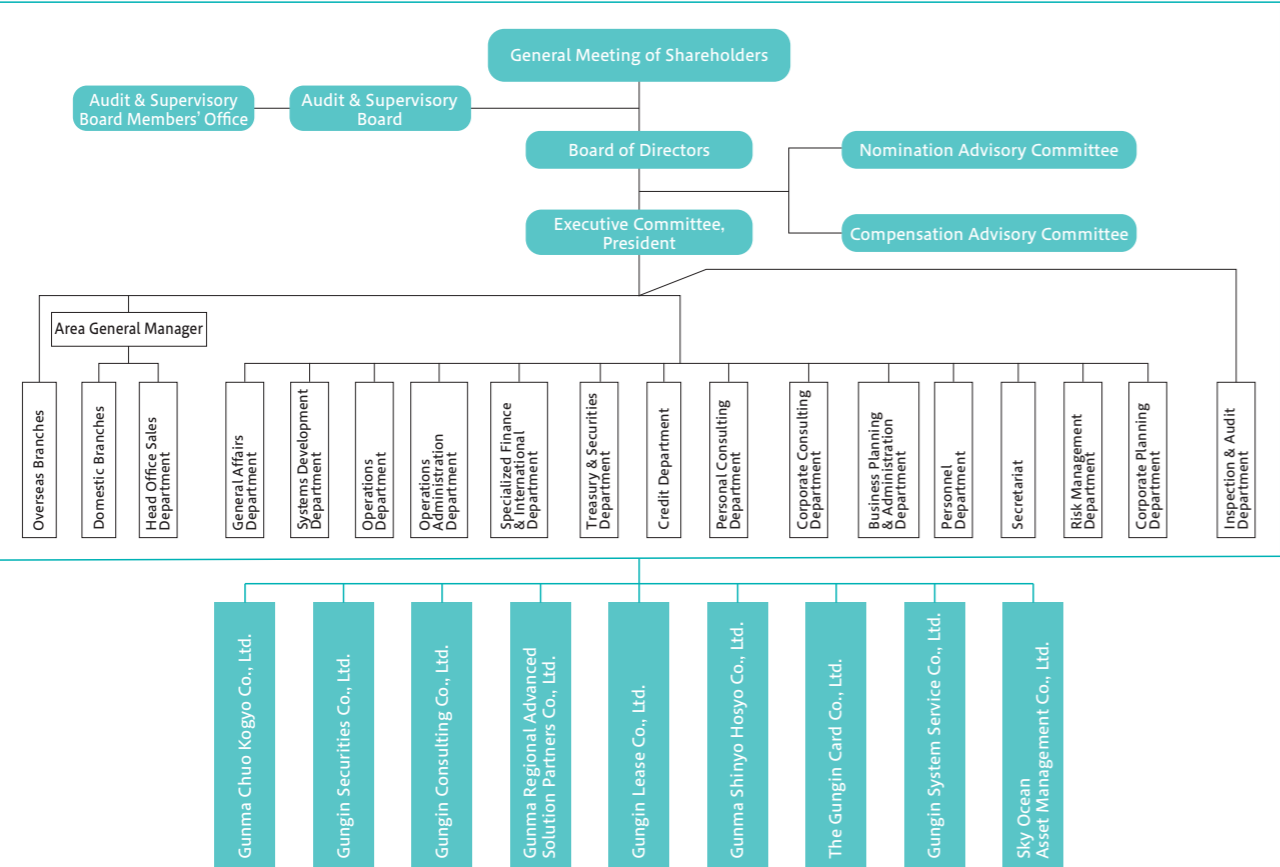 General Meeting of Shareholders
Audit & Supervisory
Board Members’ Office
Audit & Supervisory
Board
Board of Directors
Nomination Advisory Committee
Executive Committee,
President
Compensation Advisory Committee
Area General Manager
Overseas Branches
Domestic Branches
Head Office Sales
Department
General Affairs
Department
Systems Development
Department
Operations
Department
Operations
Administration
Department
Specialized Finance
& International
Department
Treasury & Securities
Department
Credit Department
Personal Consulting
Department
Corporate Consulting
Department
Business Planning
& Administration
Department
Personnel
Department
Secretariat
Risk Management
Department
Corporate Planning
Department
Inspection & Audit
Department
Gunma Chuo Kogyo Co., Ltd.
Gungin Securities Co., Ltd.
Gungin Consulting Co., Ltd.
Gunma Regional Advanced
Solution Partners Co., Ltd.
Gungin Lease Co., Ltd.
Gunma Shinyo Hosyo Co., Ltd.
The Gungin Card Co., Ltd.
Gungin System Service Co., Ltd.
Sky Ocean
Asset Management Co., Ltd.